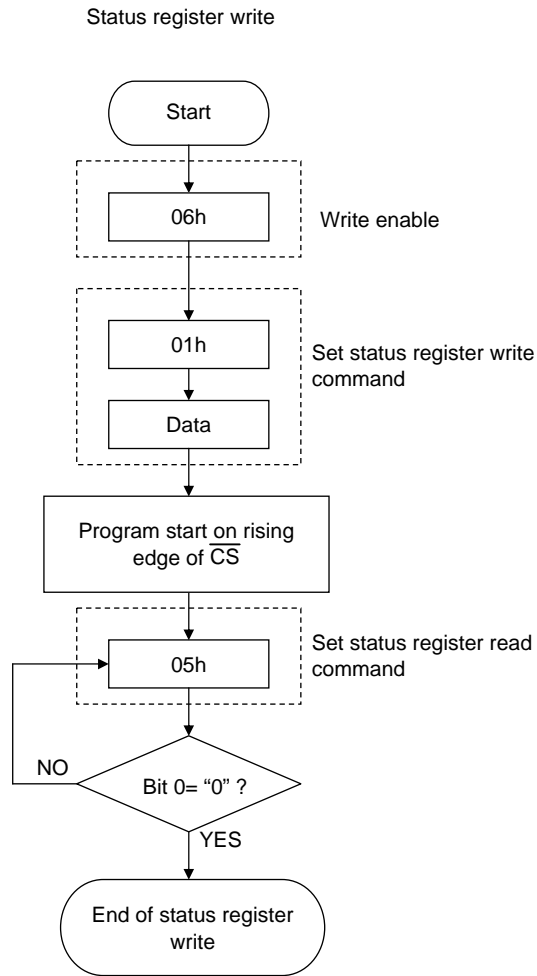 Status register write
Start
06h
Write enable
01h
Set status register write
command
Data
Program start on rising
edge of C̅S̅
05h
Set status register read
command
NO
Bit 0= “0” ?
YES
End of status register
write